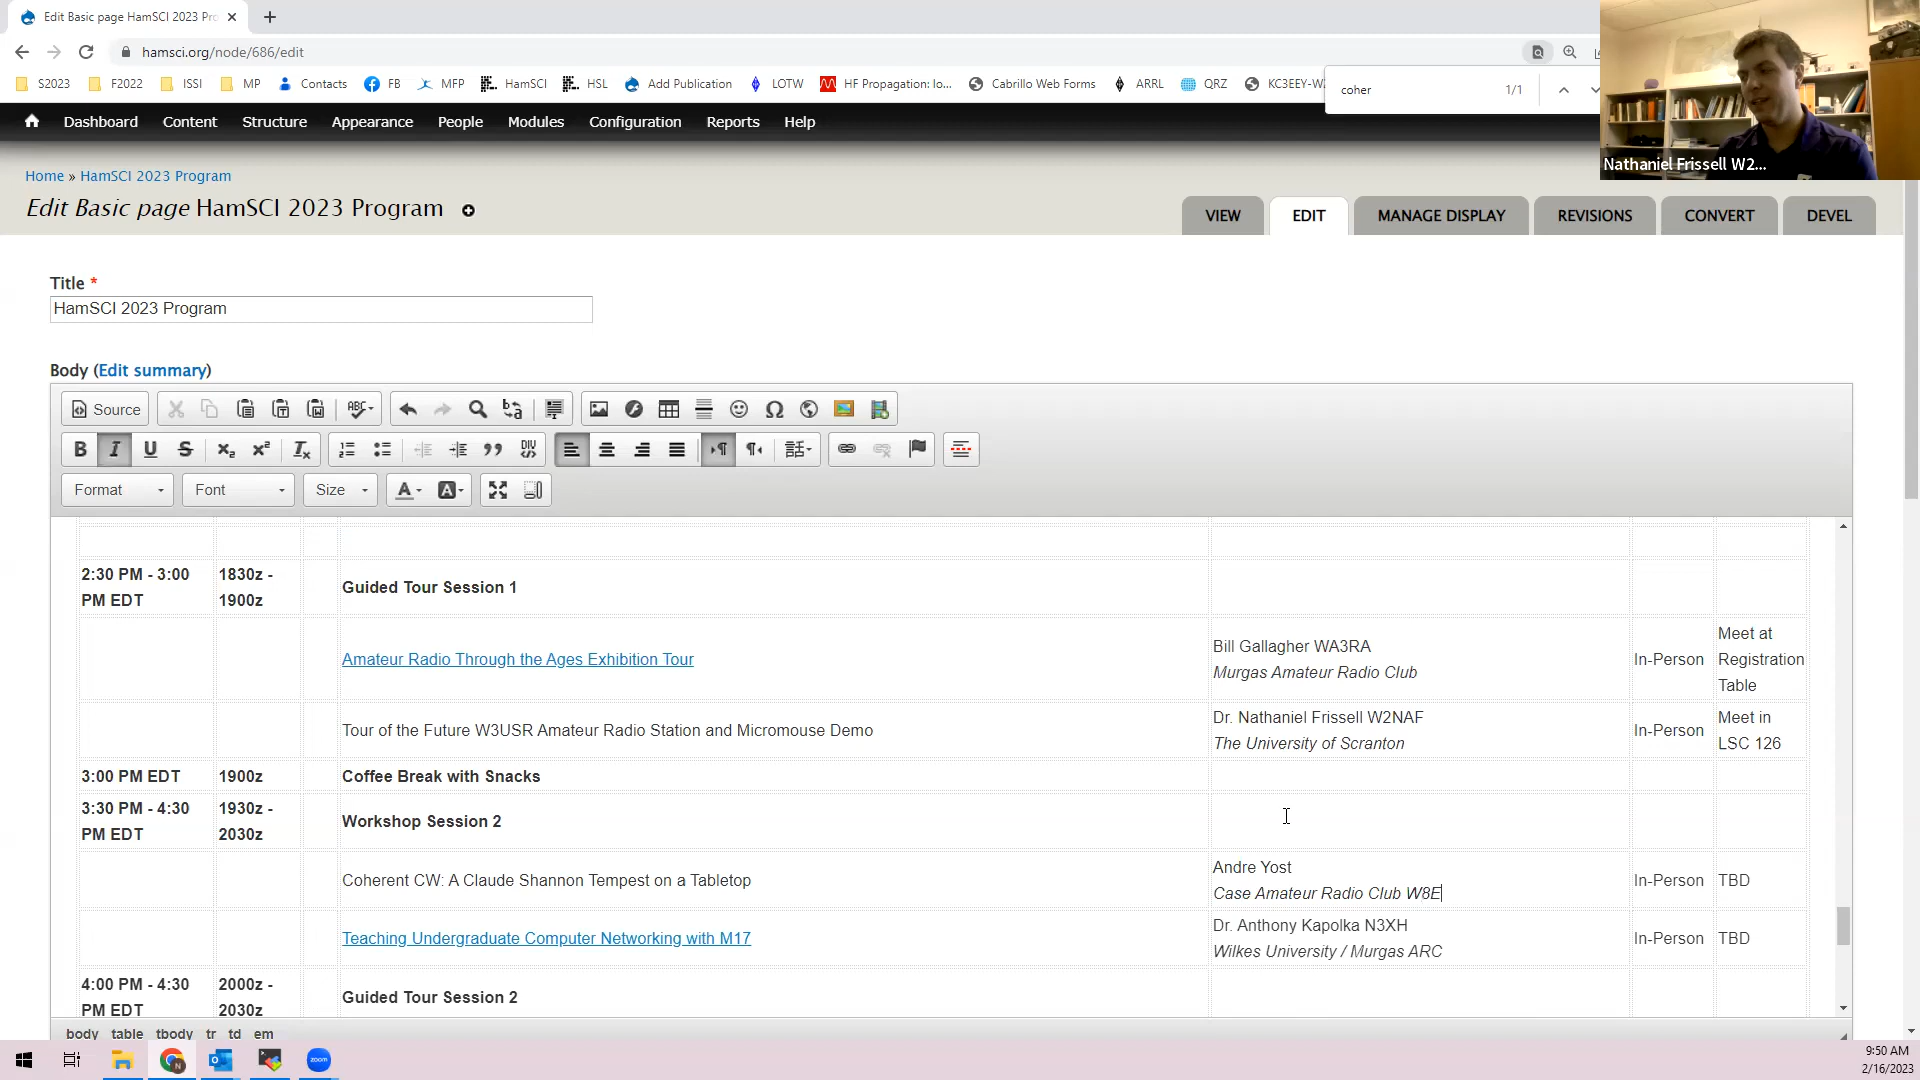 Edit Basic page HamSCI 2023 Pro
hamsci.org/node/686/edit
S2023 F2022 ISSI MP Contacts FB MFP HamSCI HSL Add Publication LOTW HF Propagation: lo... Cabrillo Web Forms ARRL QRZ KC3EEY-W
coher 1/1
Nathaniel Frissell W2...
Dashboard Content Structure Appearance People Modules Configuration Reports Help
Home » HamSCI 2023 Program
Edit Basic page HamSCI 2023 Program
VIEW EDIT MANAGE DISPLAY REVISIONS CONVERT DEVEL
Title *
HamSCI 2023 Program
Body (Edit summary)
Source
Format Font Size
2:30 PM - 3:00 PM EDT 1830z - 1900z Guided Tour Session 1
Amateur Radio Through the Ages Exhibition Tour
Bill Gallagher WA3RA
Murgas Amateur Radio Club
In-Person
Meet at
Registration
Table
Tour of the Future W3USR Amateur Radio Station and Micromouse Demo
Dr. Nathaniel Frissell W2NAF
The University of Scranton
In-Person
Meet in
LSC 126
3:00 PM EDT 1900z Coffee Break with Snacks
3:30 PM - 4:30 PM EDT 1930z - 2030z Workshop Session 2
Coherent CW: A Claude Shannon Tempest on a Tabletop
Andre Yost
Case Amateur Radio Club W8E
In-Person TBD
Teaching Undergraduate Computer Networking with M17
Dr. Anthony Kapolka N3XH
Wilkes University / Murgas ARC
In-Person TBD
4:00 PM - 4:30 PM EDT 2000z - 2030z Guided Tour Session 2
body table tbody tr td em
9:50 AM
2/16/2023